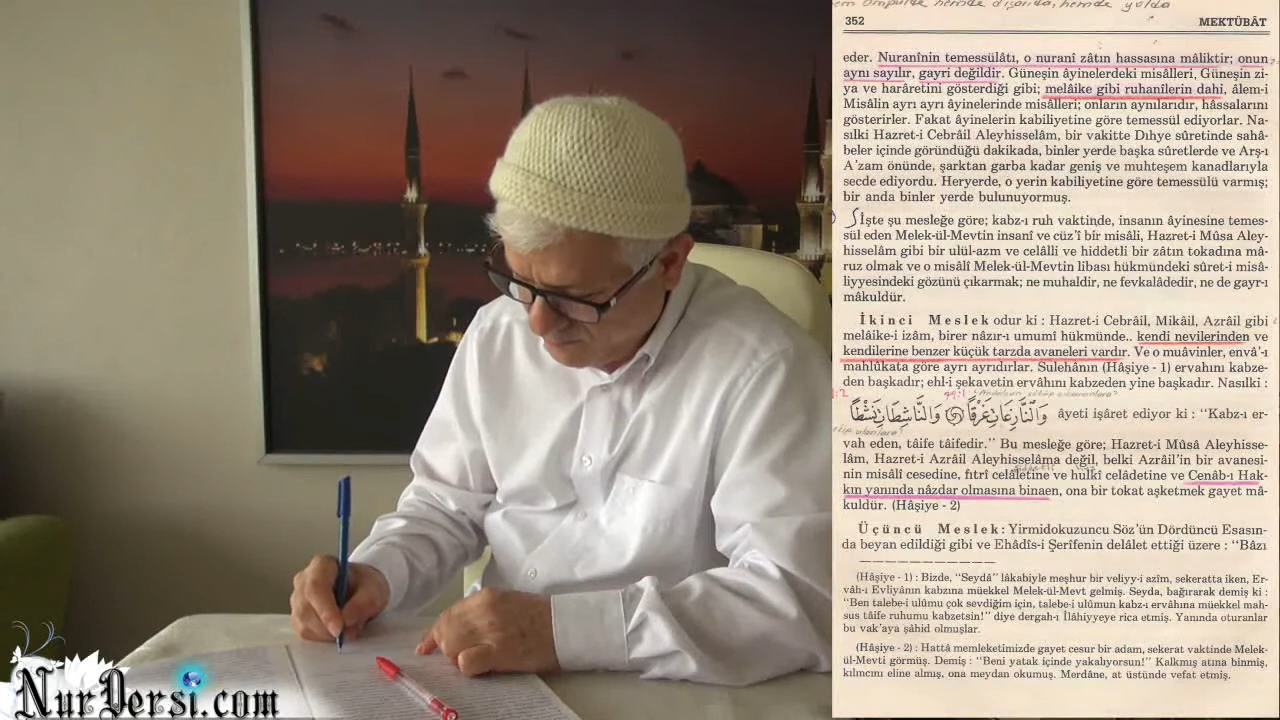 em ampulde hemde dışarıda, hemde yolda
352 MEKTÛBÂT
eder. Nuranînin temessülâtı, o nuranî zâtın hassasına mâliktir; onun
aynı sayılır, gayri değildir. Güneşin âyinelerdeki misâlleri, Güneşin zi-
ya ve harâretini gösterdiği gibi; melâike gibi ruhanîlerin dahi, âlem-i
Misâlin ayrı ayrı âyinelerinde misâlleri; onların aynılarıdır, hâssalarını
gösterirler. Fakat âyinelerin kabiliyetine göre temessül ediyorlar. Na-
sılki Hazret-i Cebrâil Aleyhisselâm, bir vakitte Dıhye sûretinde sahâ-
beler içinde göründüğü dakikada, binler yerde başka sûretlerde ve Arş-ı
A'zam önünde, şarktan garba kadar geniş ve muhteşem kanadlarıyla
secde ediyordu. Heryerde, o yerin kabiliyetine göre temessülü varmış;
bir anda binler yerde bulunuyormuş.
İşte şu mesleğe göre; kabz-ı ruh vaktinde, insanın âyinesine temes-
sül eden Melek-ül-Mevtin insanî ve cüz'î bir misâli, Hazret-i Mûsa Aley-
hisselâm gibi bir ulül-azm ve celâlli ve hiddetli bir zâtın tokadına mâ-
ruz olmak ve o misâlî Melek-ül-Mevtin libası hükmündeki sûret-i misâ-
liyyesindeki gözünü çıkarmak; ne muhaldir, ne fevkalâdedir, ne de gayr-ı
mâkuldür.
İkinci Meslek odur ki : Hazret-i Cebrâil, Mikâil, Azrâil gibi
melâike-i izâm, birer nâzır-ı umumî hükmünde.. kendi nevilerinden ve
kendilerine benzer küçük tarzda avaneleri vardır. Ve o muâvinler, envâ'-ı
mahlûkata göre ayrı ayrıdırlar. Sulehânın (Hâşiye - 1) ervahını kabze-
den başkadır; ehl-i şekavetin ervâhını kabzeden yine başkadır. Nasılki :
وَالنَّازِعَاتِ غَرْقًا وَالنَّاشِطَاتِ نَشْطًا âyeti işâret ediyor ki : "Kabz-ı er-
vah eden, tâife tâifedir." Bu mesleğe göre; Hazret-i Mûsâ Aleyhisse-
lâm, Hazret-i Azrâil Aleyhisselâma değil, belki Azrâil'in bir avanesi-
nin misâlî cesedine, fıtrî celâletine ve hulkî celâdetine ve Cenâb-ı Hak-
kın yanında nâzdar olmasına binaen, ona bir tokat aşketmek gayet mâ-
kuldür. (Hâşiye - 2)
Üçüncü Meslek: Yirmidokuzuncu Söz'ün Dördüncü Esasın-
da beyan edildiği gibi ve Ehâdîs-i Şerîfenin delâlet ettiği üzere : "Bâzı
(Hâşiye - 1) : Bizde, "Seydâ" lâkabiyle meşhur bir veliyy-i azîm, sekeratta iken, Er-
vâh-ı Evliyânın kabzına müekkel Melek-ül-Mevt gelmiş. Seyda, bağırarak demiş ki :
"Ben talebe-i ulûmu çok sevdiğim için, talebe-i ulûmun kabz-ı ervâhına müekkel mah-
sus tâife ruhumu kabzetsin!" diye dergah-ı İlâhiyyeye rica etmiş. Yanında oturanlar
bu vak'aya şâhid olmuşlar.
(Hâşiye - 2) : Hattâ memleketimizde gayet cesur bir adam, sekerat vaktinde Melek-
ül-Mevti görmüş. Demiş : "Beni yatak içinde yakalıyorsun!" Kalkmış atına binmiş,
kılıncını eline almış, ona meydan okumuş. Merdâne, at üstünde vefat etmiş.
NurDersi.com